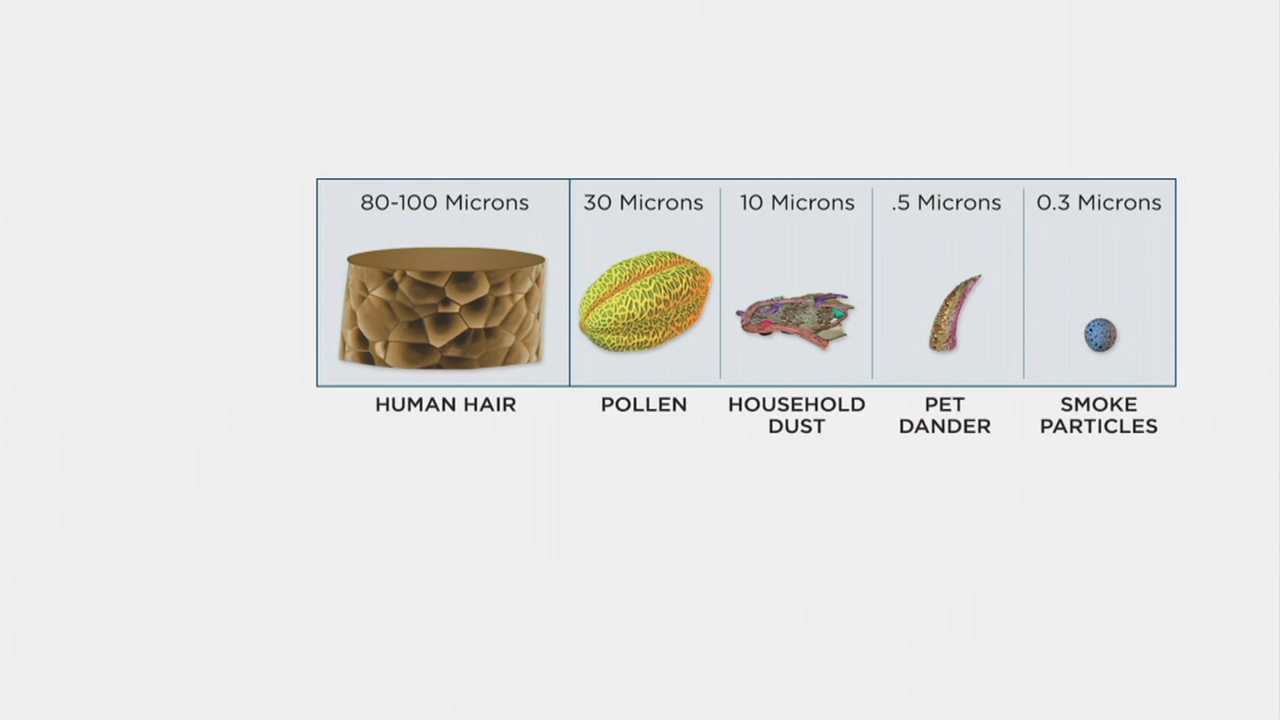 80-100 Microns
30 Microns
10 Microns
.5 Microns
0.3 Microns
HUMAN HAIR
POLLEN
HOUSEHOLD
DUST
PET
DANDER
SMOKE
PARTICLES